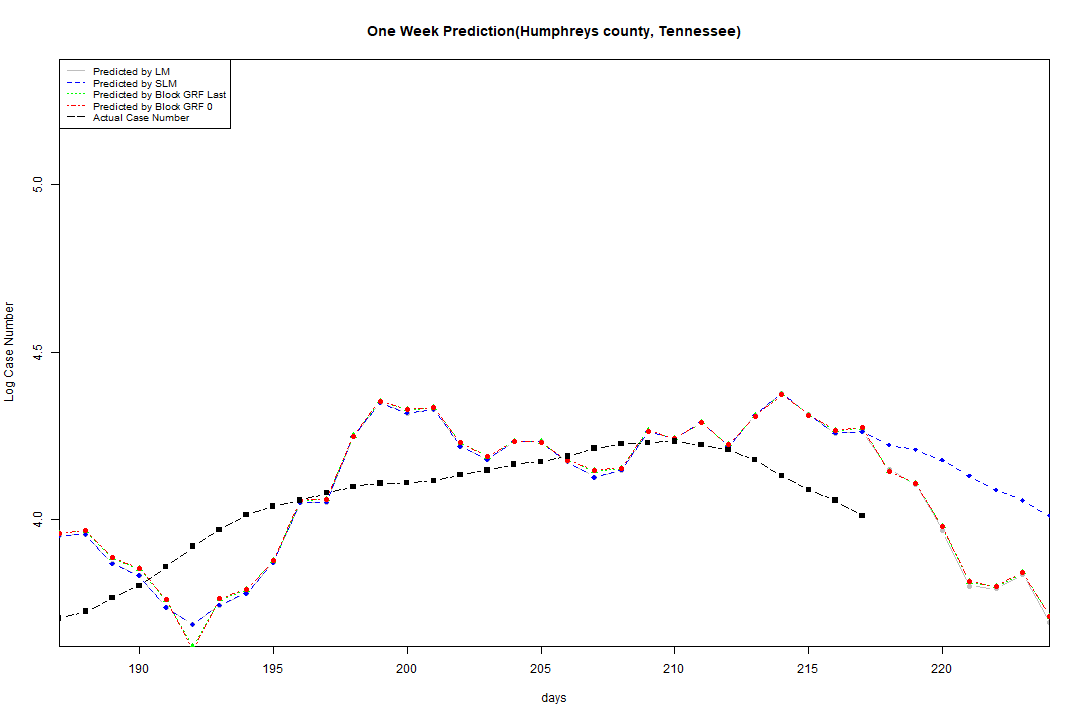 One Week Prediction(Humphreys county, Tennessee)
Predicted by LM
Predicted by SLM
Predicted by Block GRF Last
Predicted by Block GRF 0
Actual Case Number
5.0
4.5
4.0
Log Case Number
190 195 200 205 210 215 220
days